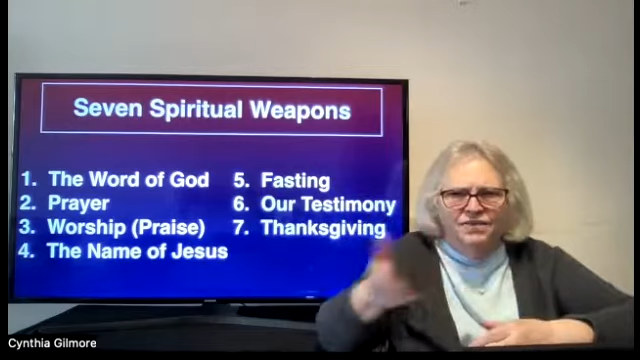 Seven Spiritual Weapons
1. The Word of God
2. Prayer
3. Worship (Praise)
4. The Name of Jesus
5. Fasting
6. Our Testimony
7. Thanksgiving
Cynthia Gilmore